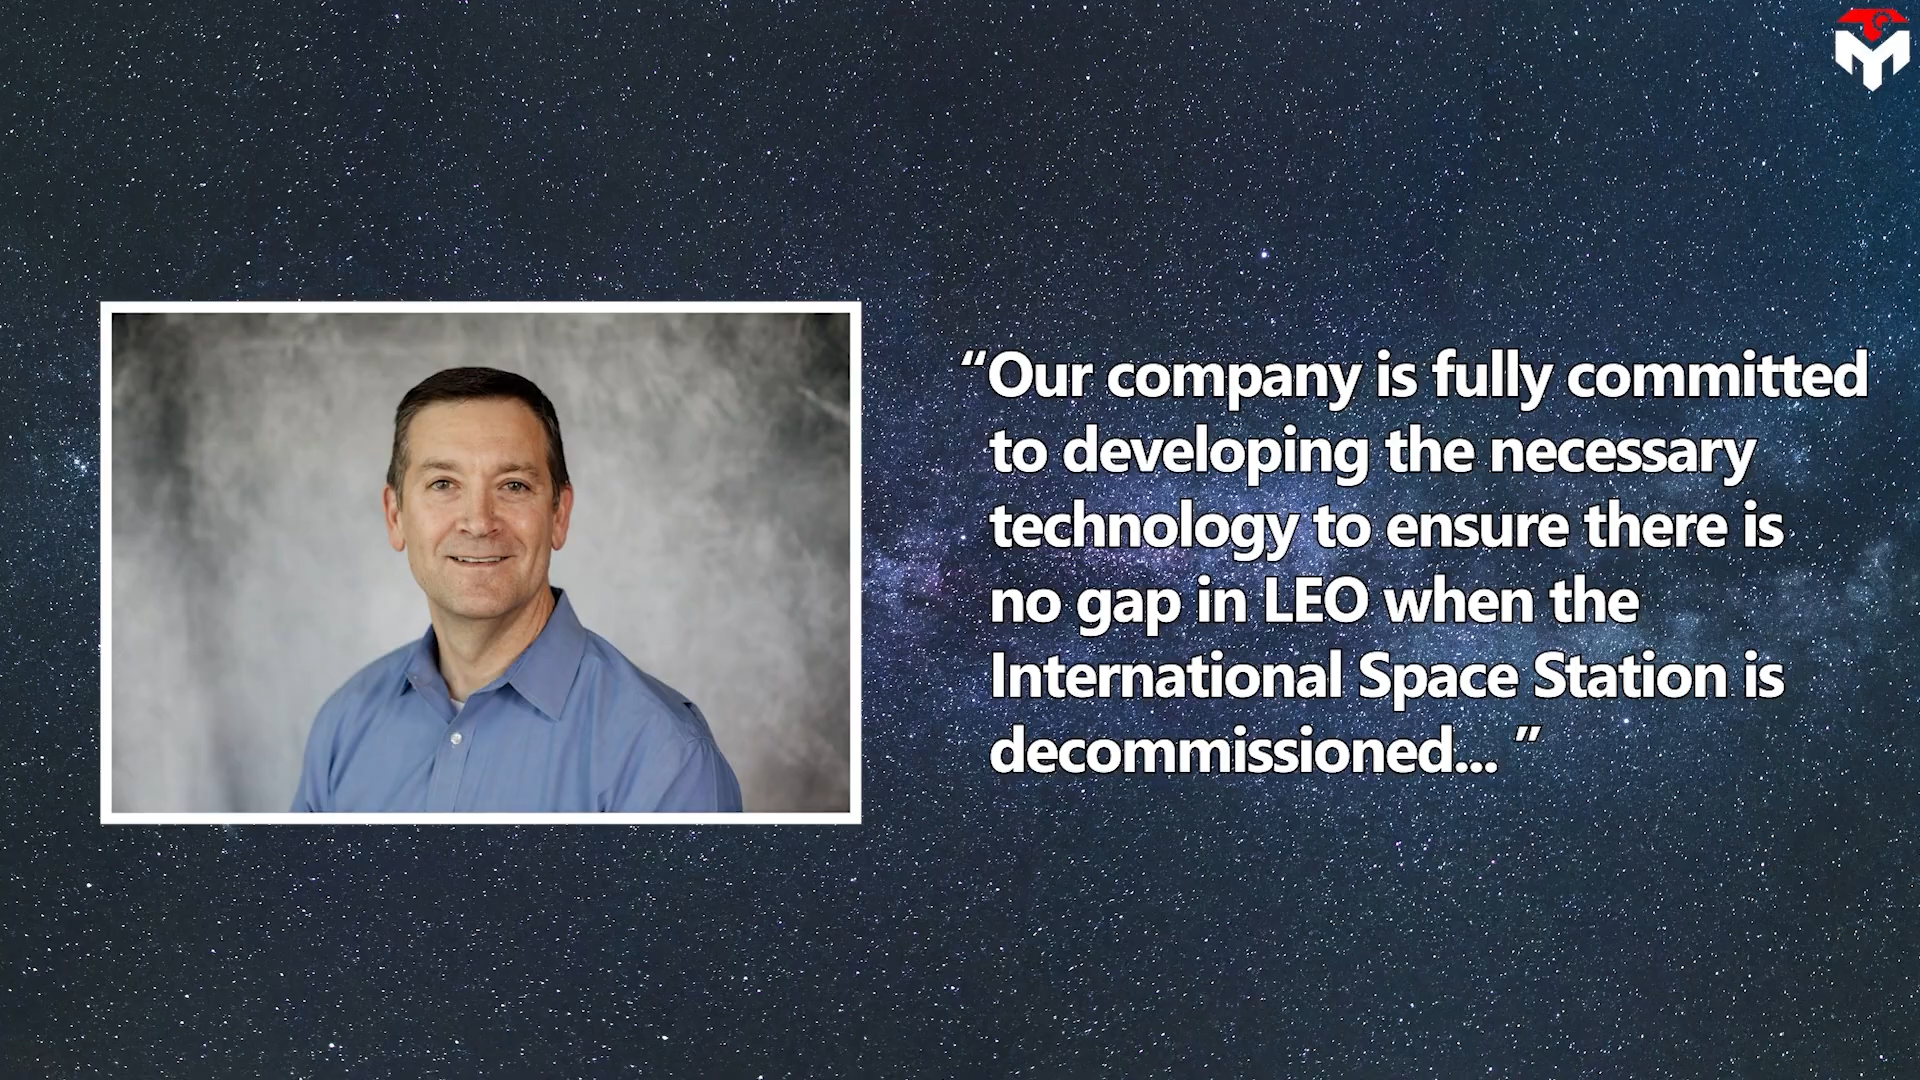 “Our company is fully committed
to developing the necessary
technology to ensure there is
no gap in LEO when the
International Space Station is
decommissioned... ”